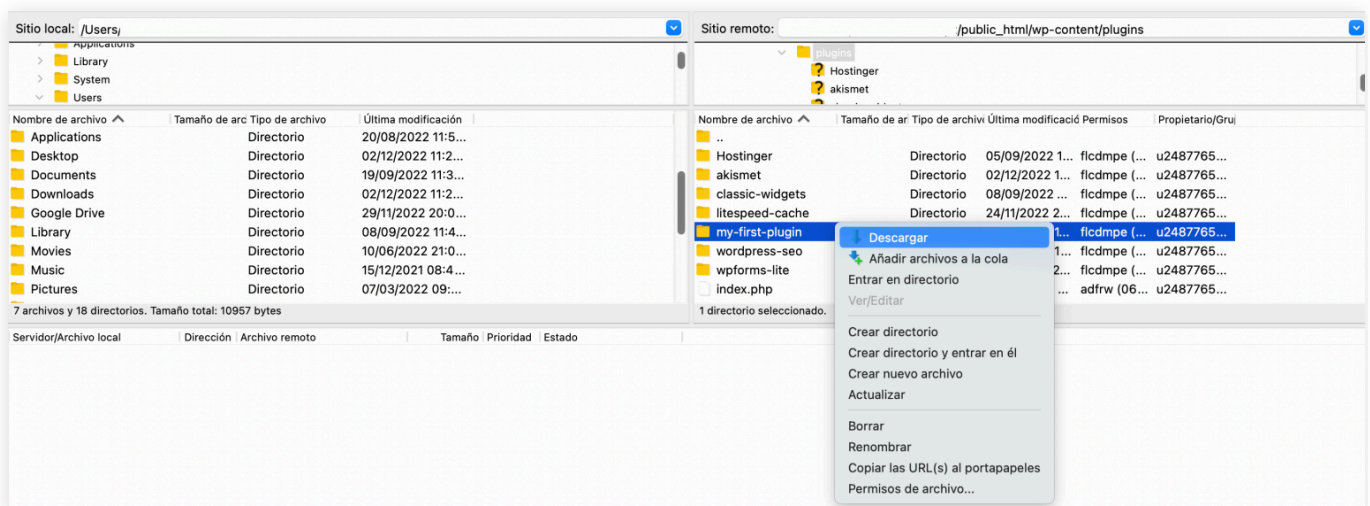 Sitio local: /Users/
Applications
Library
System
Users
Nombre de archivo Tamaño de arc Tipo de archivo Última modificación
Applications Directorio 20/08/2022 11:5...
Desktop Directorio 02/12/2022 11:2...
Documents Directorio 19/09/2022 11:3...
Downloads Directorio 02/12/2022 11:2...
Google Drive Directorio 29/11/2022 20:0...
Library Directorio 08/09/2022 11:4...
Movies Directorio 10/06/2022 21:0...
Music Directorio 15/12/2021 08:4...
Pictures Directorio 07/03/2022 09:...
7 archivos y 18 directorios. Tamaño total: 10957 bytes
Sitio remoto: /public_html/wp-content/plugins
plugins
Hostinger
akismet
Nombre de archivo Tamaño de ar Tipo de archiv Última modificació Permisos Propietario/Gru
..
Hostinger Directorio 05/09/2022 1... flcdmpe (... u2487765...
akismet Directorio 02/12/2022 1... flcdmpe (... u2487765...
classic-widgets Directorio 08/09/2022 ... flcdmpe (... u2487765...
litespeed-cache Directorio 24/11/2022 2... flcdmpe (... u2487765...
my-first-plugin 1... flcdmpe (... u2487765...
wordpress-seo 1... flcdmpe (... u2487765...
wpforms-lite 2... flcdmpe (... u2487765...
index.php ... adfrw (06... u2487765...
1 directorio seleccionado.
Descargar
Añadir archivos a la cola
Entrar en directorio
Ver/Editar
Crear directorio
Crear directorio y entrar en él
Crear nuevo archivo
Actualizar
Borrar
Renombrar
Copiar las URL(s) al portapapeles
Permisos de archivo...
Servidor/Archivo local Dirección Archivo remoto Tamaño Prioridad Estado